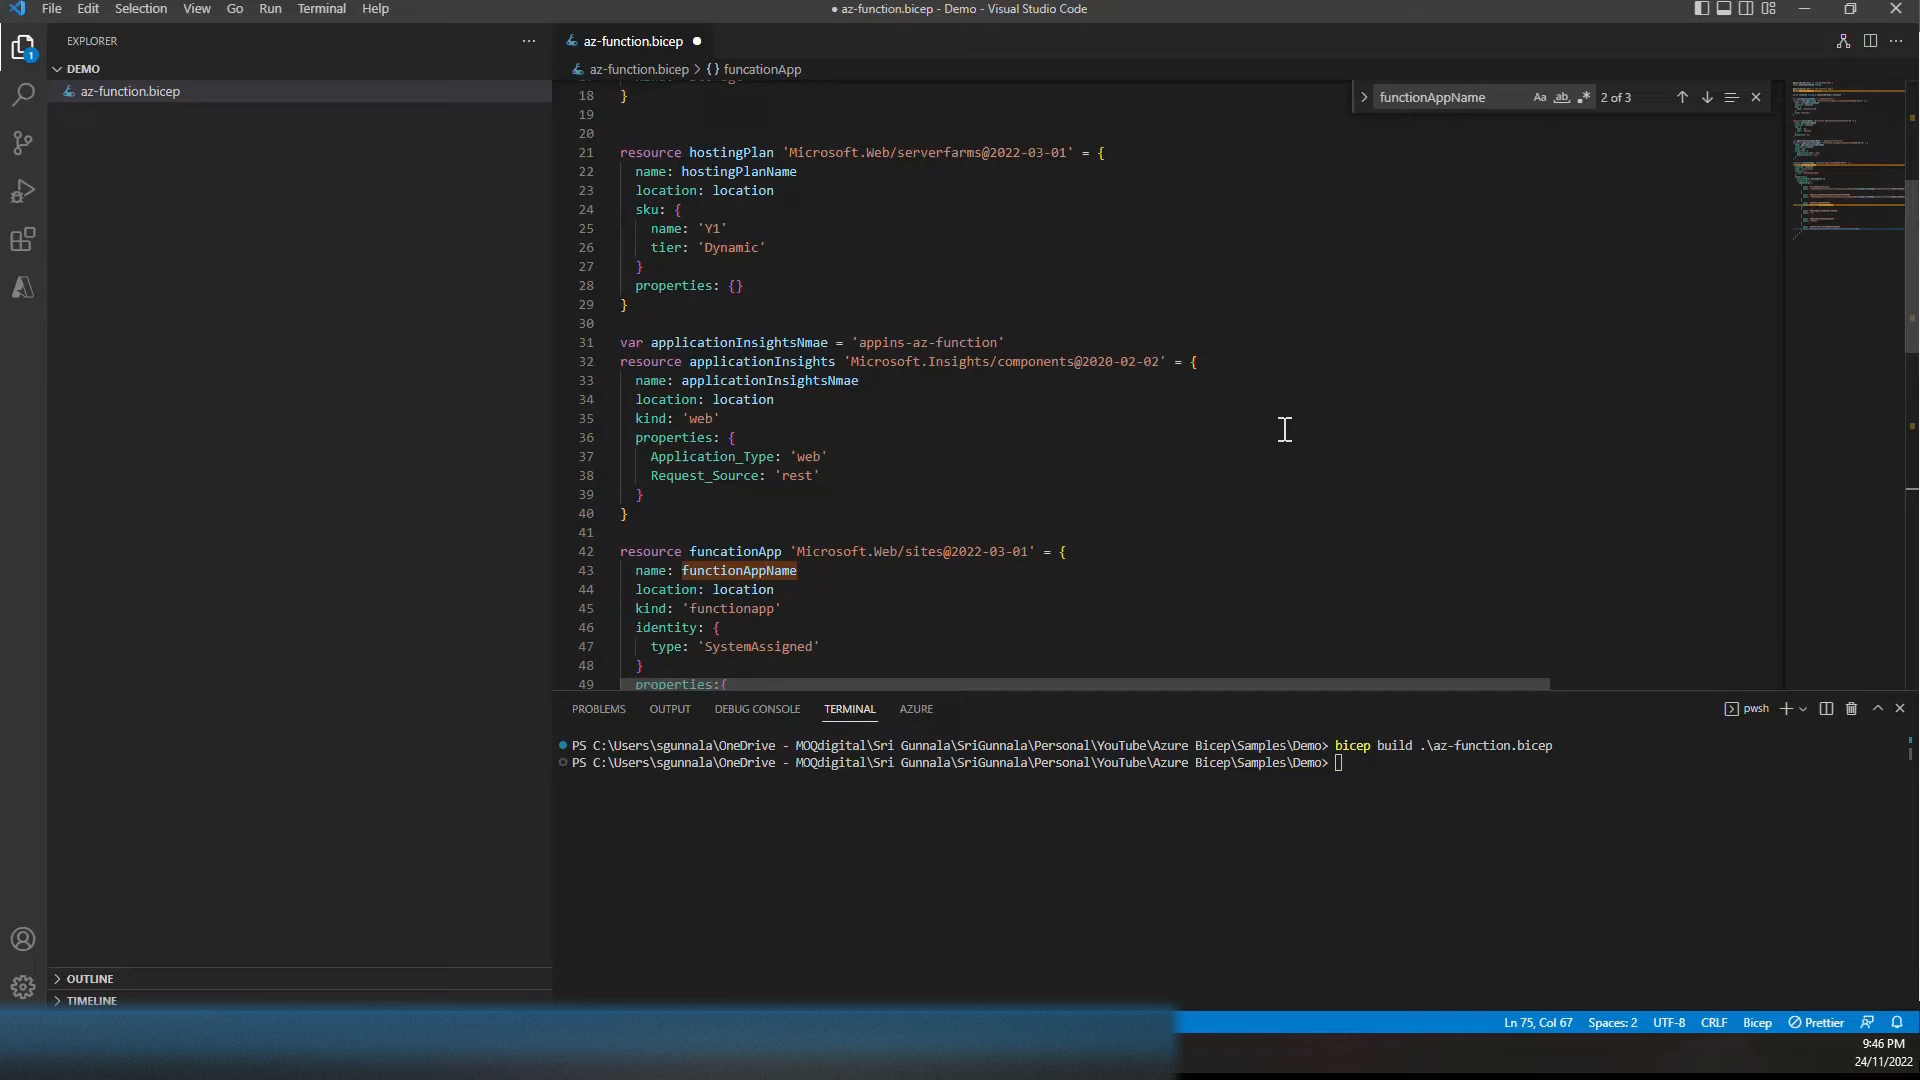 File Edit Selection View Go Run Terminal Help
● az-function.bicep - Demo - Visual Studio Code
EXPLORER
DEMO
az-function.bicep
OUTLINE
TIMELINE
1
az-function.bicep ●
az-function.bicep > {} funcationApp
functionAppName Aa ab .* 2 of 3
18 }
19
20
21 resource hostingPlan 'Microsoft.Web/serverfarms@2022-03-01' = {
22 name: hostingPlanName
23 location: location
24 sku: {
25 name: 'Y1'
26 tier: 'Dynamic'
27 }
28 properties: {}
29 }
30
31 var applicationInsightsNmae = 'appins-az-function'
32 resource applicationInsights 'Microsoft.Insights/components@2020-02-02' = {
33 name: applicationInsightsNmae
34 location: location
35 kind: 'web'
36 properties: {
37 Application_Type: 'web'
38 Request_Source: 'rest'
39 }
40 }
41
42 resource funcationApp 'Microsoft.Web/sites@2022-03-01' = {
43 name: functionAppName
44 location: location
45 kind: 'functionapp'
46 identity: {
47 type: 'SystemAssigned'
48 }
49 properties:{
PROBLEMS OUTPUT DEBUG CONSOLE TERMINAL AZURE
pwsh
PS C:\Users\sgunnala\OneDrive - MOQdigital\Sri Gunnala\SriGunnala\Personal\YouTube\Azure Bicep\Samples\Demo> bicep build .\az-function.bicep
PS C:\Users\sgunnala\OneDrive - MOQdigital\Sri Gunnala\SriGunnala\Personal\YouTube\Azure Bicep\Samples\Demo>
Ln 75, Col 67 Spaces: 2 UTF-8 CRLF Bicep Prettier
9:46 PM
24/11/2022